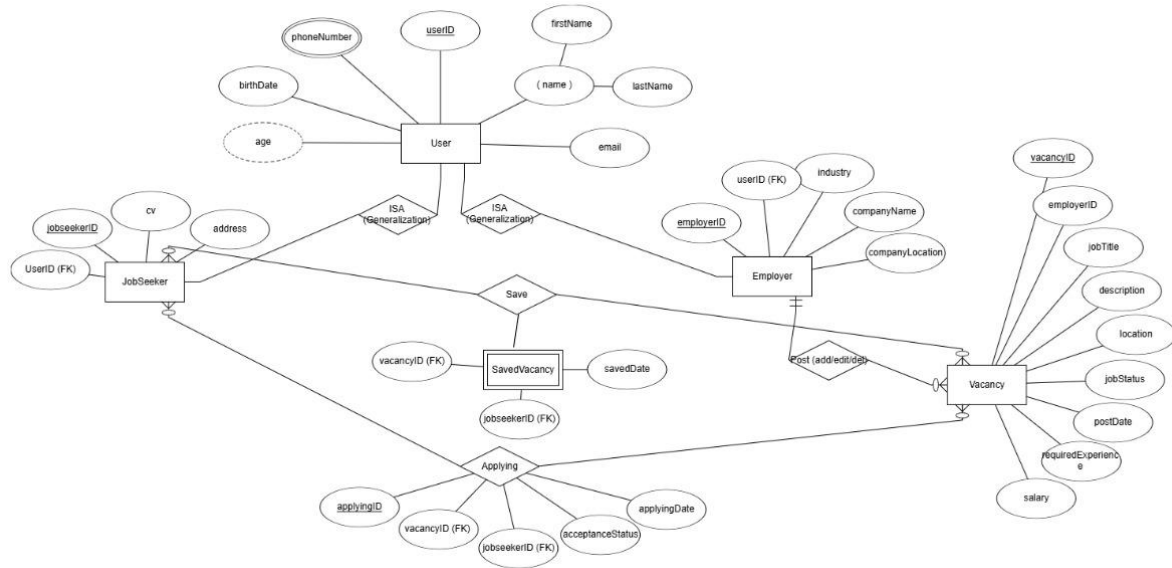 firstName
userID
phoneNumber
( name )
lastName
birthDate
age
User
email
vacancyID
industry
userID (FK)
employerID
cv
ISA
(Generalization)
ISA
(Generalization)
jobseekerID
address
employerID
companyName
jobTitle
companyLocation
UserID (FK)
JobSeeker
Employer
description
Save
location
vacancyID (FK)
SavedVacancy
savedDate
Post (add/edit/del)
Vacancy
jobStatus
jobseekerID (FK)
postDate
requiredExperienc
e
Applying
salary
applyingID
applyingDate
vacancyID (FK)
acceptanceStatus
jobseekerID (FK)